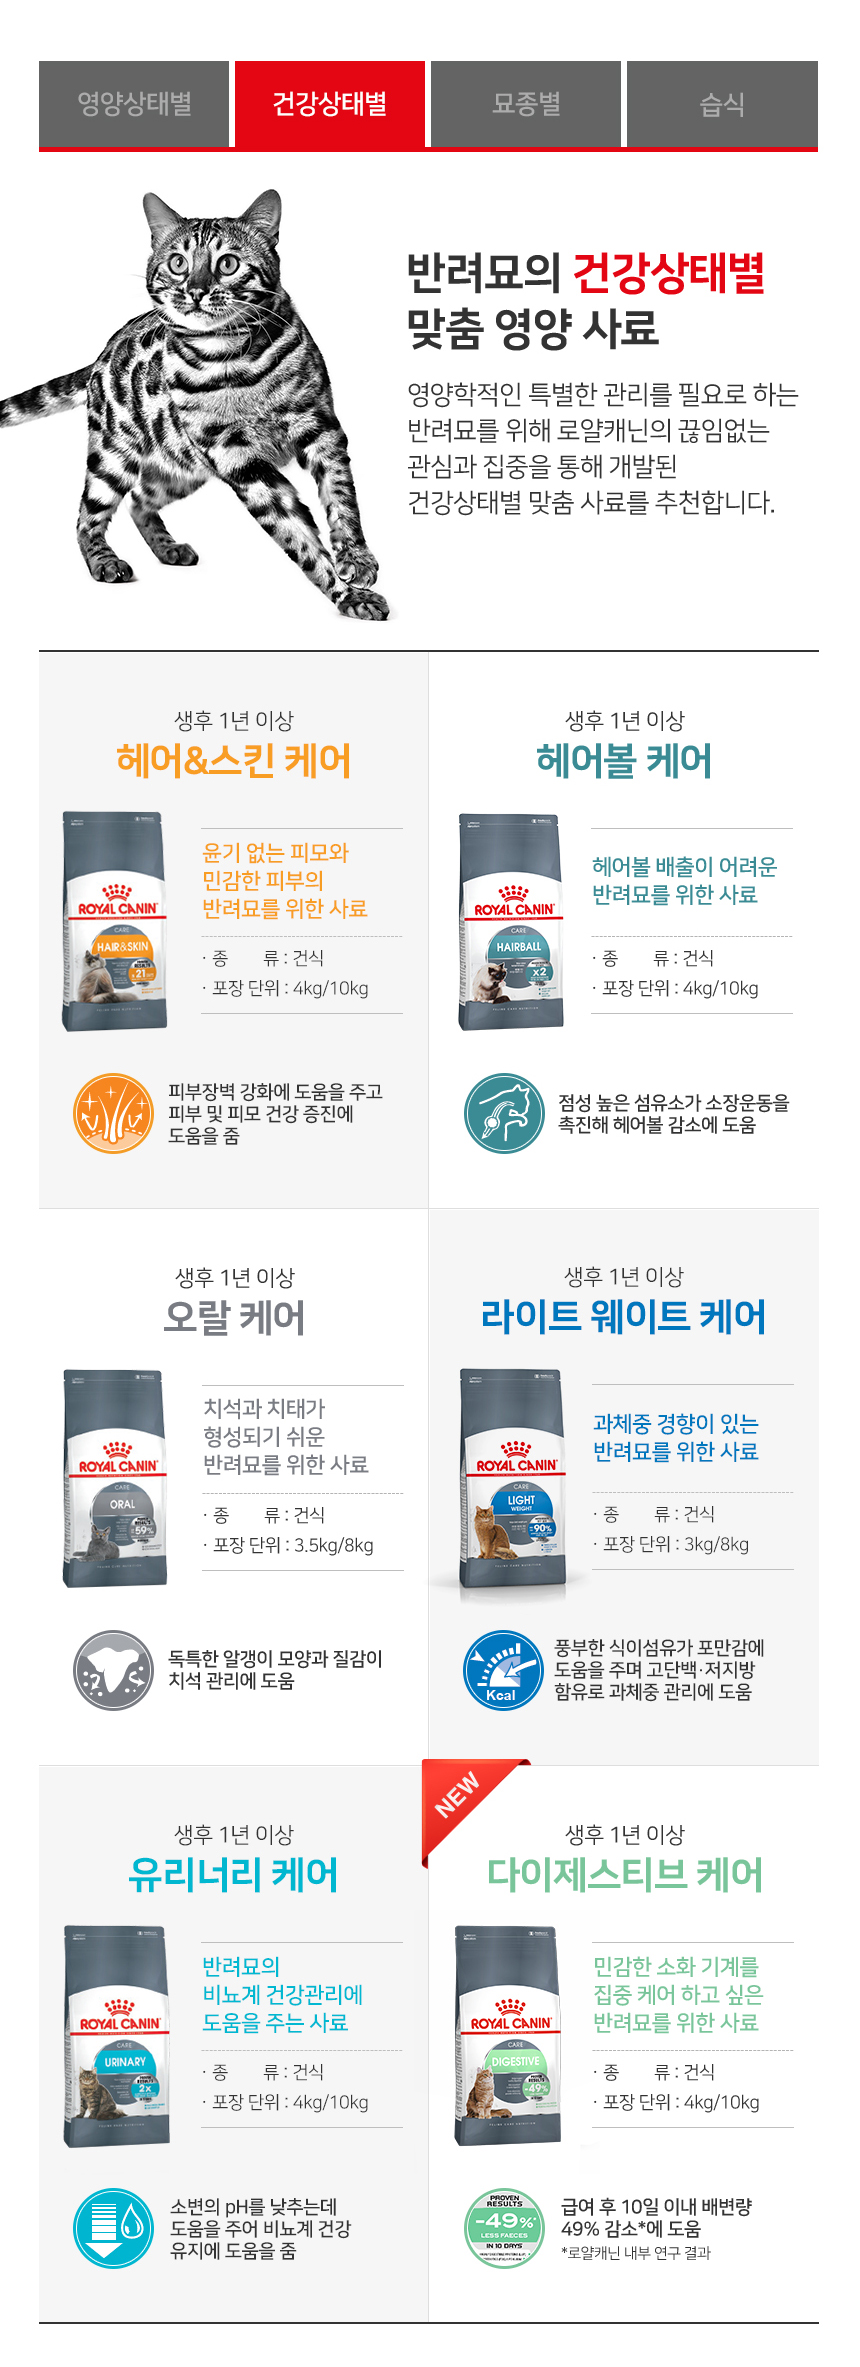 영양상태별
건강상태별
묘종별
습식
반려묘의 건강상태별
맞춤 영양 사료
영양학적인 특별한 관리를 필요로 하는
반려묘를 위해 로얄캐닌의 끊임없는
관심과 집중을 통해 개발된
건강상태별 맞춤 사료를 추천합니다.
생후 1년 이상
헤어&스킨 케어
ROYAL CANIN
CARE
HAIR&SKIN
21
윤기 없는 피모와
민감한 피부의
반려묘를 위한 사료
· 종 류 : 건식
· 포장 단위 : 4kg/10kg
피부장벽 강화에 도움을 주고
피부 및 피모 건강 증진에
도움을 줌
생후 1년 이상
헤어볼 케어
ROYAL CANIN
CARE
HAIRBALL
x2
헤어볼 배출이 어려운
반려묘를 위한 사료
· 종 류 : 건식
· 포장 단위 : 4kg/10kg
점성 높은 섬유소가 소장운동을
촉진해 헤어볼 감소에 도움
생후 1년 이상
오랄 케어
ROYAL CANIN
CARE
ORAL
-59%
치석과 치태가
형성되기 쉬운
반려묘를 위한 사료
· 종 류 : 건식
· 포장 단위 : 3.5kg/8kg
독특한 알갱이 모양과 질감이
치석 관리에 도움
생후 1년 이상
라이트 웨이트 케어
ROYAL CANIN
CARE
LIGHT
WEIGHT
90%
과체중 경향이 있는
반려묘를 위한 사료
· 종 류 : 건식
· 포장 단위 : 3kg/8kg
Kcal
풍부한 식이섬유가 포만감에
도움을 주며 고단백·저지방
함유로 과체중 관리에 도움
생후 1년 이상
유리너리 케어
ROYAL CANIN
CARE
URINARY
2x
반려묘의
비뇨계 건강관리에
도움을 주는 사료
· 종 류 : 건식
· 포장 단위 : 4kg/10kg
소변의 pH를 낮추는데
도움을 주어 비뇨계 건강
유지에 도움을 줌
NEW
생후 1년 이상
다이제스티브 케어
ROYAL CANIN
CARE
DIGESTIVE
-49%
민감한 소화 기계를
집중 케어 하고 싶은
반려묘를 위한 사료
· 종 류 : 건식
· 포장 단위 : 4kg/10kg
PROVEN
RESULTS
-49%*
LESS FAECES
IN 10 DAYS
급여 후 10일 이내 배변량
49% 감소*에 도움
*로얄캐닌 내부 연구 결과